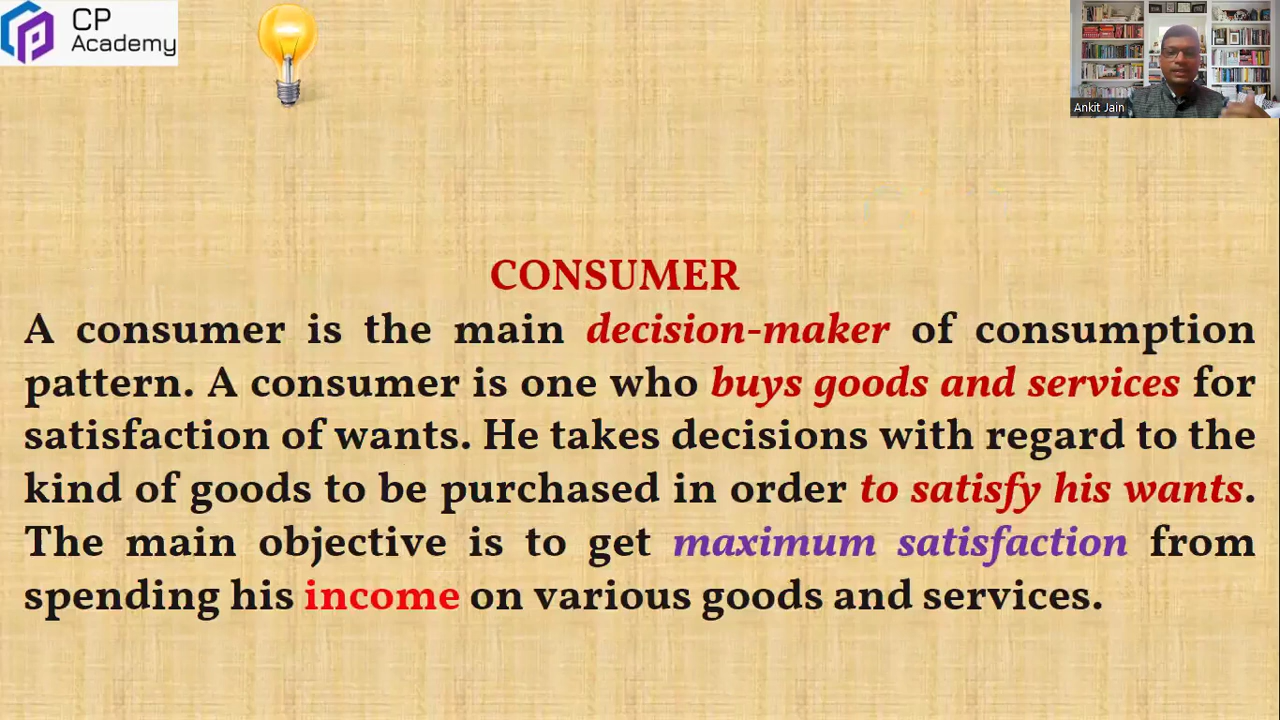 CP
Academy
Ankit Jain
CONSUMER
A consumer is the main decision-maker of consumption
pattern. A consumer is one who buys goods and services for
satisfaction of wants. He takes decisions with regard to the
kind of goods to be purchased in order to satisfy his wants.
The main objective is to get maximum satisfaction from
spending his income on various goods and services.